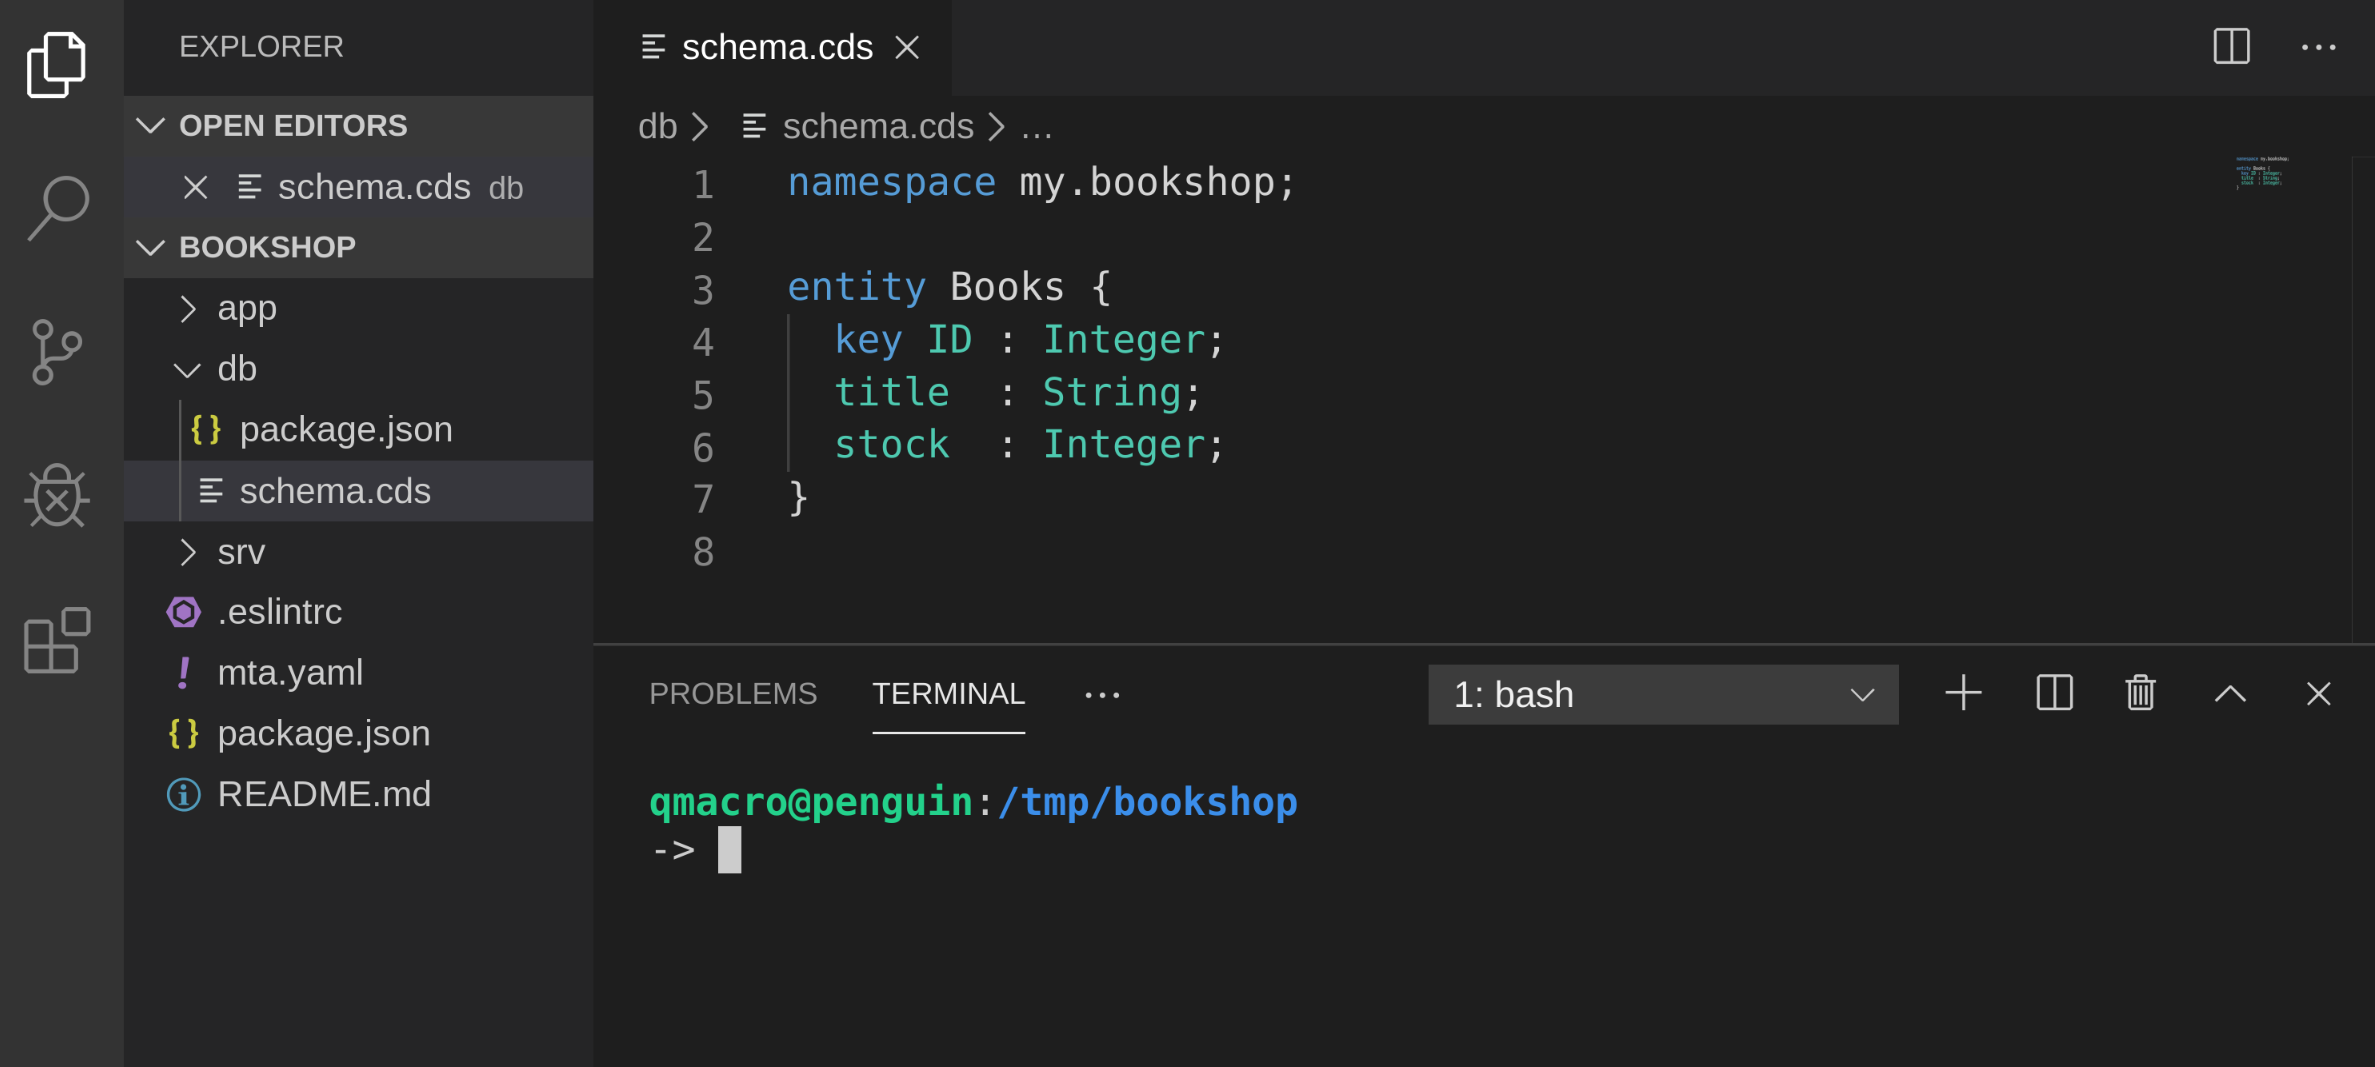 EXPLORER
OPEN EDITORS
schema.cds db
BOOKSHOP
app
db
{} package.json
schema.cds
srv
.eslintrc
! mta.yaml
{} package.json
README.md
schema.cds
db > schema.cds > ...
1 namespace my.bookshop;
2
3 entity Books {
4   key ID : Integer;
5   title  : String;
6   stock  : Integer;
7 }
8
PROBLEMS TERMINAL ... 1: bash
qmacro@penguin:/tmp/bookshop
->